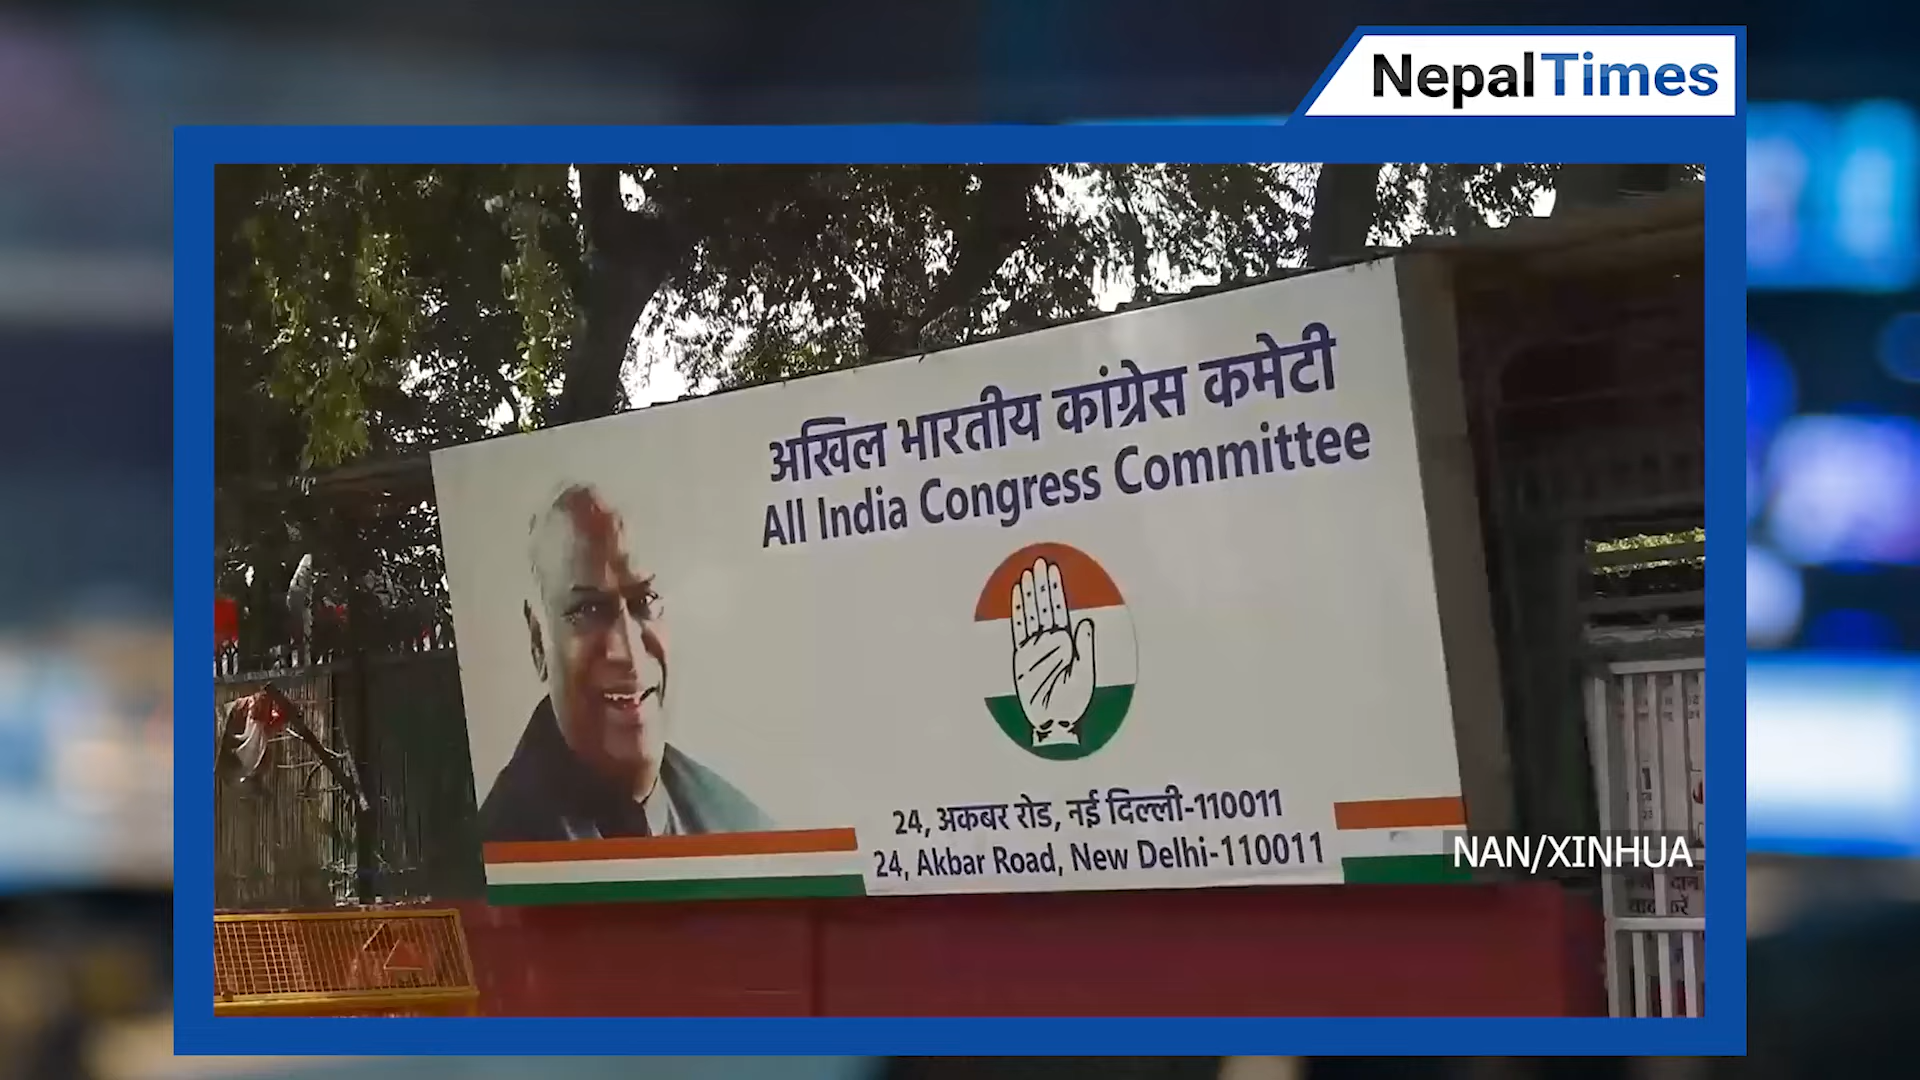 NepalTimes
अखिल भारतीय कांग्रेस कमेटी
All India Congress Committee
24, अकबर रोड, नई दिल्ली-110011
24, Akbar Road, New Delhi-110011
NAN/XINHUA